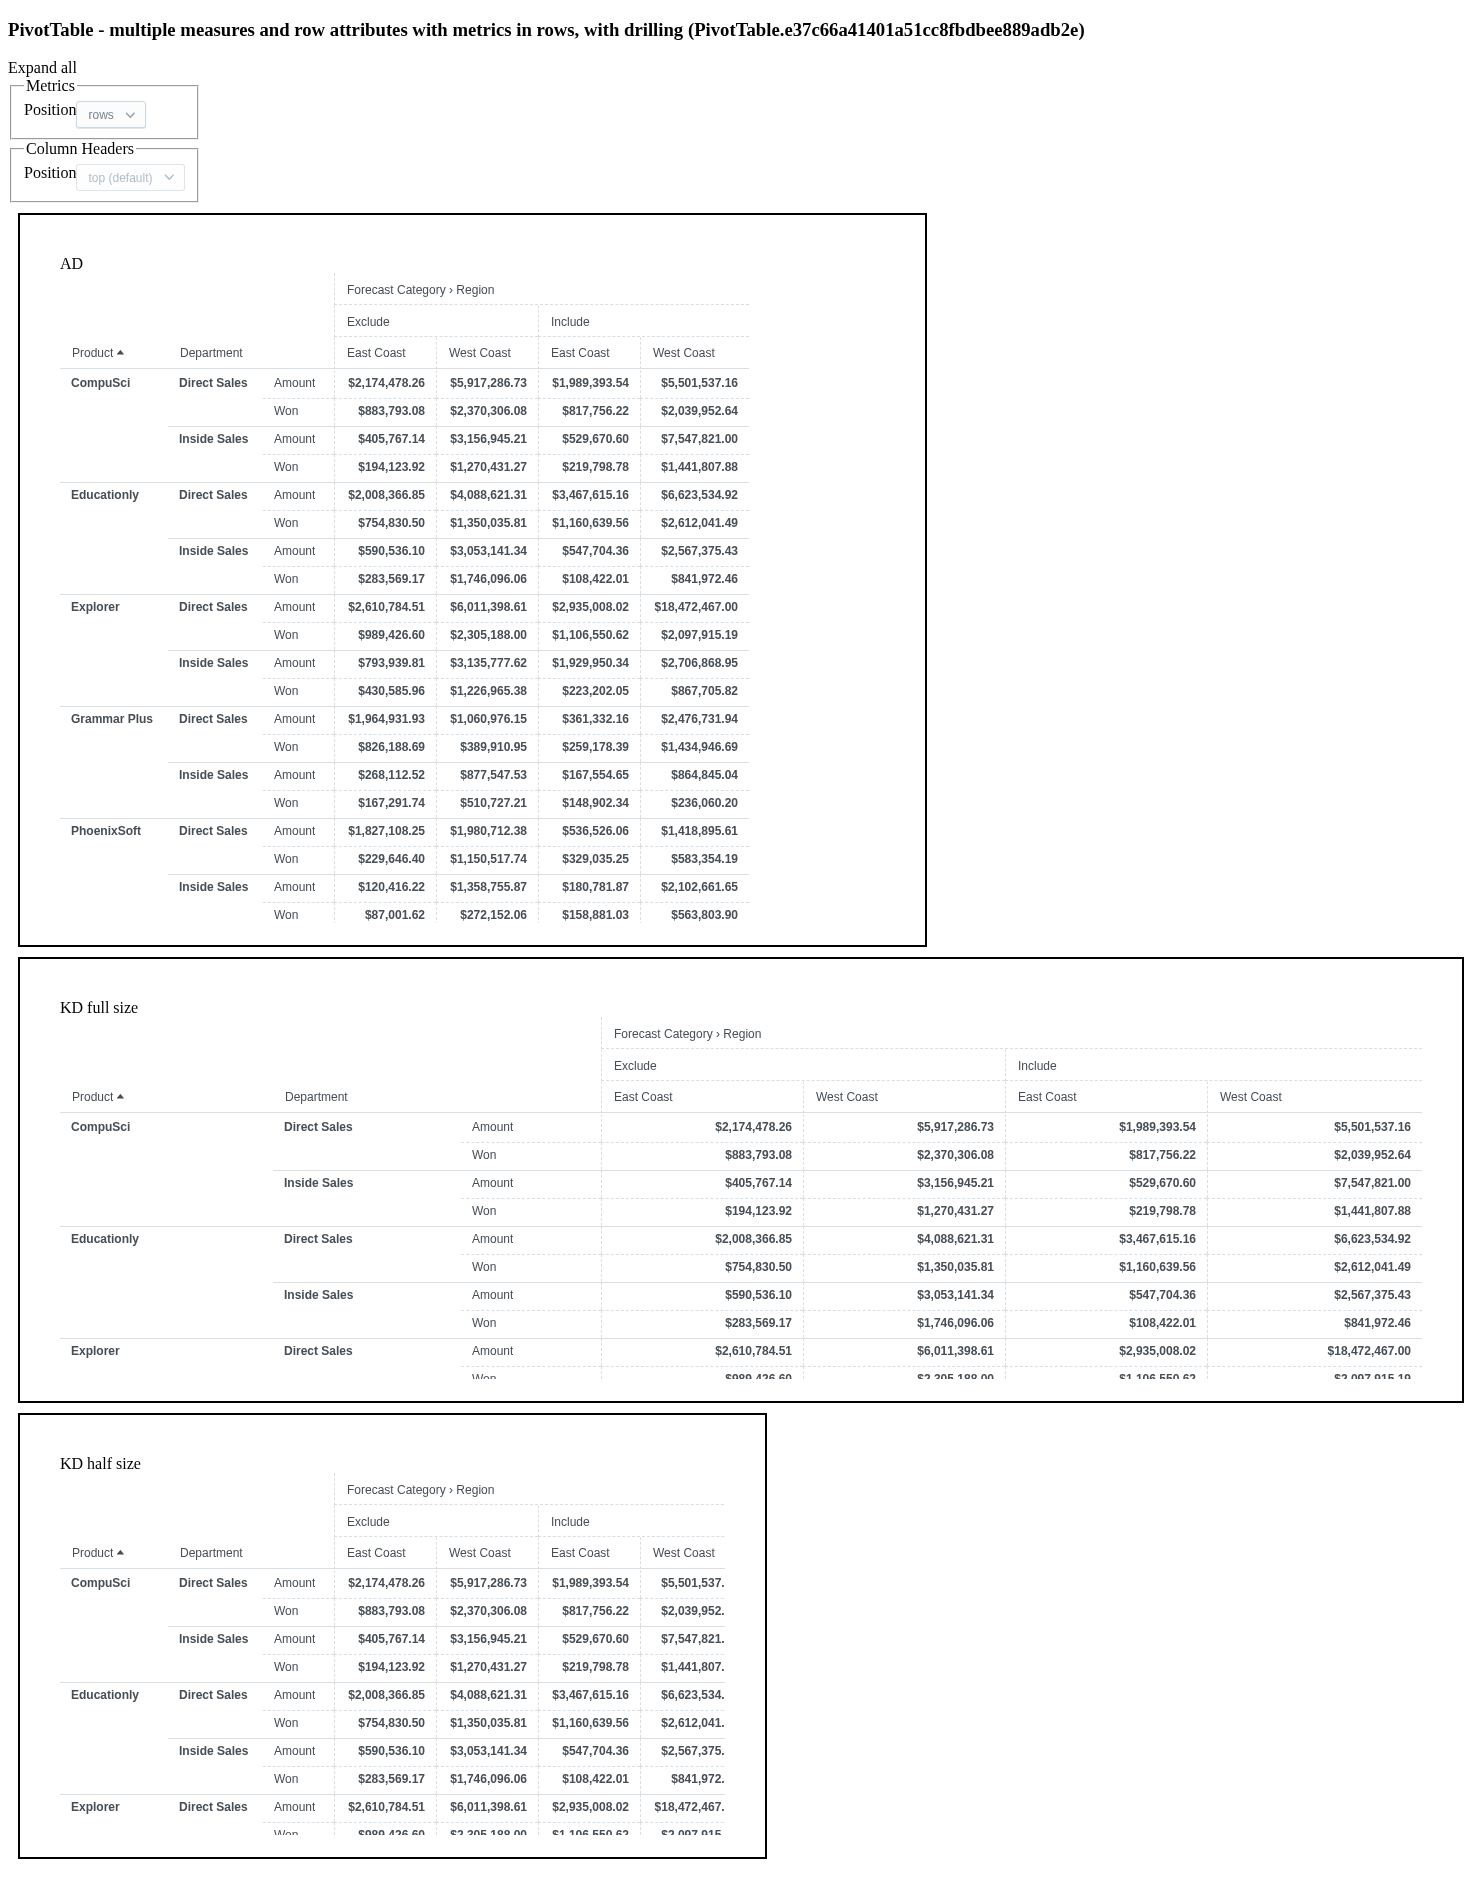 PivotTable - multiple measures and row attributes with metrics in rows, with drilling (PivotTable.e37c66a41401a51cc8fbdbee889adb2e)
Expand all
Metrics
Position rows
Column Headers
Position top (default)
AD
Forecast Category › Region
Exclude Include
Product Department East Coast West Coast East Coast West Coast
CompuSci Direct Sales Amount $2,174,478.26 $5,917,286.73 $1,989,393.54 $5,501,537.16
Won $883,793.08 $2,370,306.08 $817,756.22 $2,039,952.64
Inside Sales Amount $405,767.14 $3,156,945.21 $529,670.60 $7,547,821.00
Won $194,123.92 $1,270,431.27 $219,798.78 $1,441,807.88
Educationly Direct Sales Amount $2,008,366.85 $4,088,621.31 $3,467,615.16 $6,623,534.92
Won $754,830.50 $1,350,035.81 $1,160,639.56 $2,612,041.49
Inside Sales Amount $590,536.10 $3,053,141.34 $547,704.36 $2,567,375.43
Won $283,569.17 $1,746,096.06 $108,422.01 $841,972.46
Explorer Direct Sales Amount $2,610,784.51 $6,011,398.61 $2,935,008.02 $18,472,467.00
Won $989,426.60 $2,305,188.00 $1,106,550.62 $2,097,915.19
Inside Sales Amount $793,939.81 $3,135,777.62 $1,929,950.34 $2,706,868.95
Won $430,585.96 $1,226,965.38 $223,202.05 $867,705.82
Grammar Plus Direct Sales Amount $1,964,931.93 $1,060,976.15 $361,332.16 $2,476,731.94
Won $826,188.69 $389,910.95 $259,178.39 $1,434,946.69
Inside Sales Amount $268,112.52 $877,547.53 $167,554.65 $864,845.04
Won $167,291.74 $510,727.21 $148,902.34 $236,060.20
PhoenixSoft Direct Sales Amount $1,827,108.25 $1,980,712.38 $536,526.06 $1,418,895.61
Won $229,646.40 $1,150,517.74 $329,035.25 $583,354.19
Inside Sales Amount $120,416.22 $1,358,755.87 $180,781.87 $2,102,661.65
Won $87,001.62 $272,152.06 $158,881.03 $563,803.90
KD full size
Forecast Category › Region
Exclude Include
Product Department East Coast West Coast East Coast West Coast
CompuSci Direct Sales Amount $2,174,478.26 $5,917,286.73 $1,989,393.54 $5,501,537.16
Won $883,793.08 $2,370,306.08 $817,756.22 $2,039,952.64
Inside Sales Amount $405,767.14 $3,156,945.21 $529,670.60 $7,547,821.00
Won $194,123.92 $1,270,431.27 $219,798.78 $1,441,807.88
Educationly Direct Sales Amount $2,008,366.85 $4,088,621.31 $3,467,615.16 $6,623,534.92
Won $754,830.50 $1,350,035.81 $1,160,639.56 $2,612,041.49
Inside Sales Amount $590,536.10 $3,053,141.34 $547,704.36 $2,567,375.43
Won $283,569.17 $1,746,096.06 $108,422.01 $841,972.46
Explorer Direct Sales Amount $2,610,784.51 $6,011,398.61 $2,935,008.02 $18,472,467.00
Won $989,426.60 $2,305,188.00 $1,106,550.62 $2,097,915.19
KD half size
Forecast Category › Region
Exclude Include
Product Department East Coast West Coast East Coast West Coast
CompuSci Direct Sales Amount $2,174,478.26 $5,917,286.73 $1,989,393.54 $5,501,537.
Won $883,793.08 $2,370,306.08 $817,756.22 $2,039,952.
Inside Sales Amount $405,767.14 $3,156,945.21 $529,670.60 $7,547,821.
Won $194,123.92 $1,270,431.27 $219,798.78 $1,441,807.
Educationly Direct Sales Amount $2,008,366.85 $4,088,621.31 $3,467,615.16 $6,623,534.
Won $754,830.50 $1,350,035.81 $1,160,639.56 $2,612,041.
Inside Sales Amount $590,536.10 $3,053,141.34 $547,704.36 $2,567,375.
Won $283,569.17 $1,746,096.06 $108,422.01 $841,972.
Explorer Direct Sales Amount $2,610,784.51 $6,011,398.61 $2,935,008.02 $18,472,467.
Won $989,426.60 $2,305,188.00 $1,106,550.62 $2,097,915.